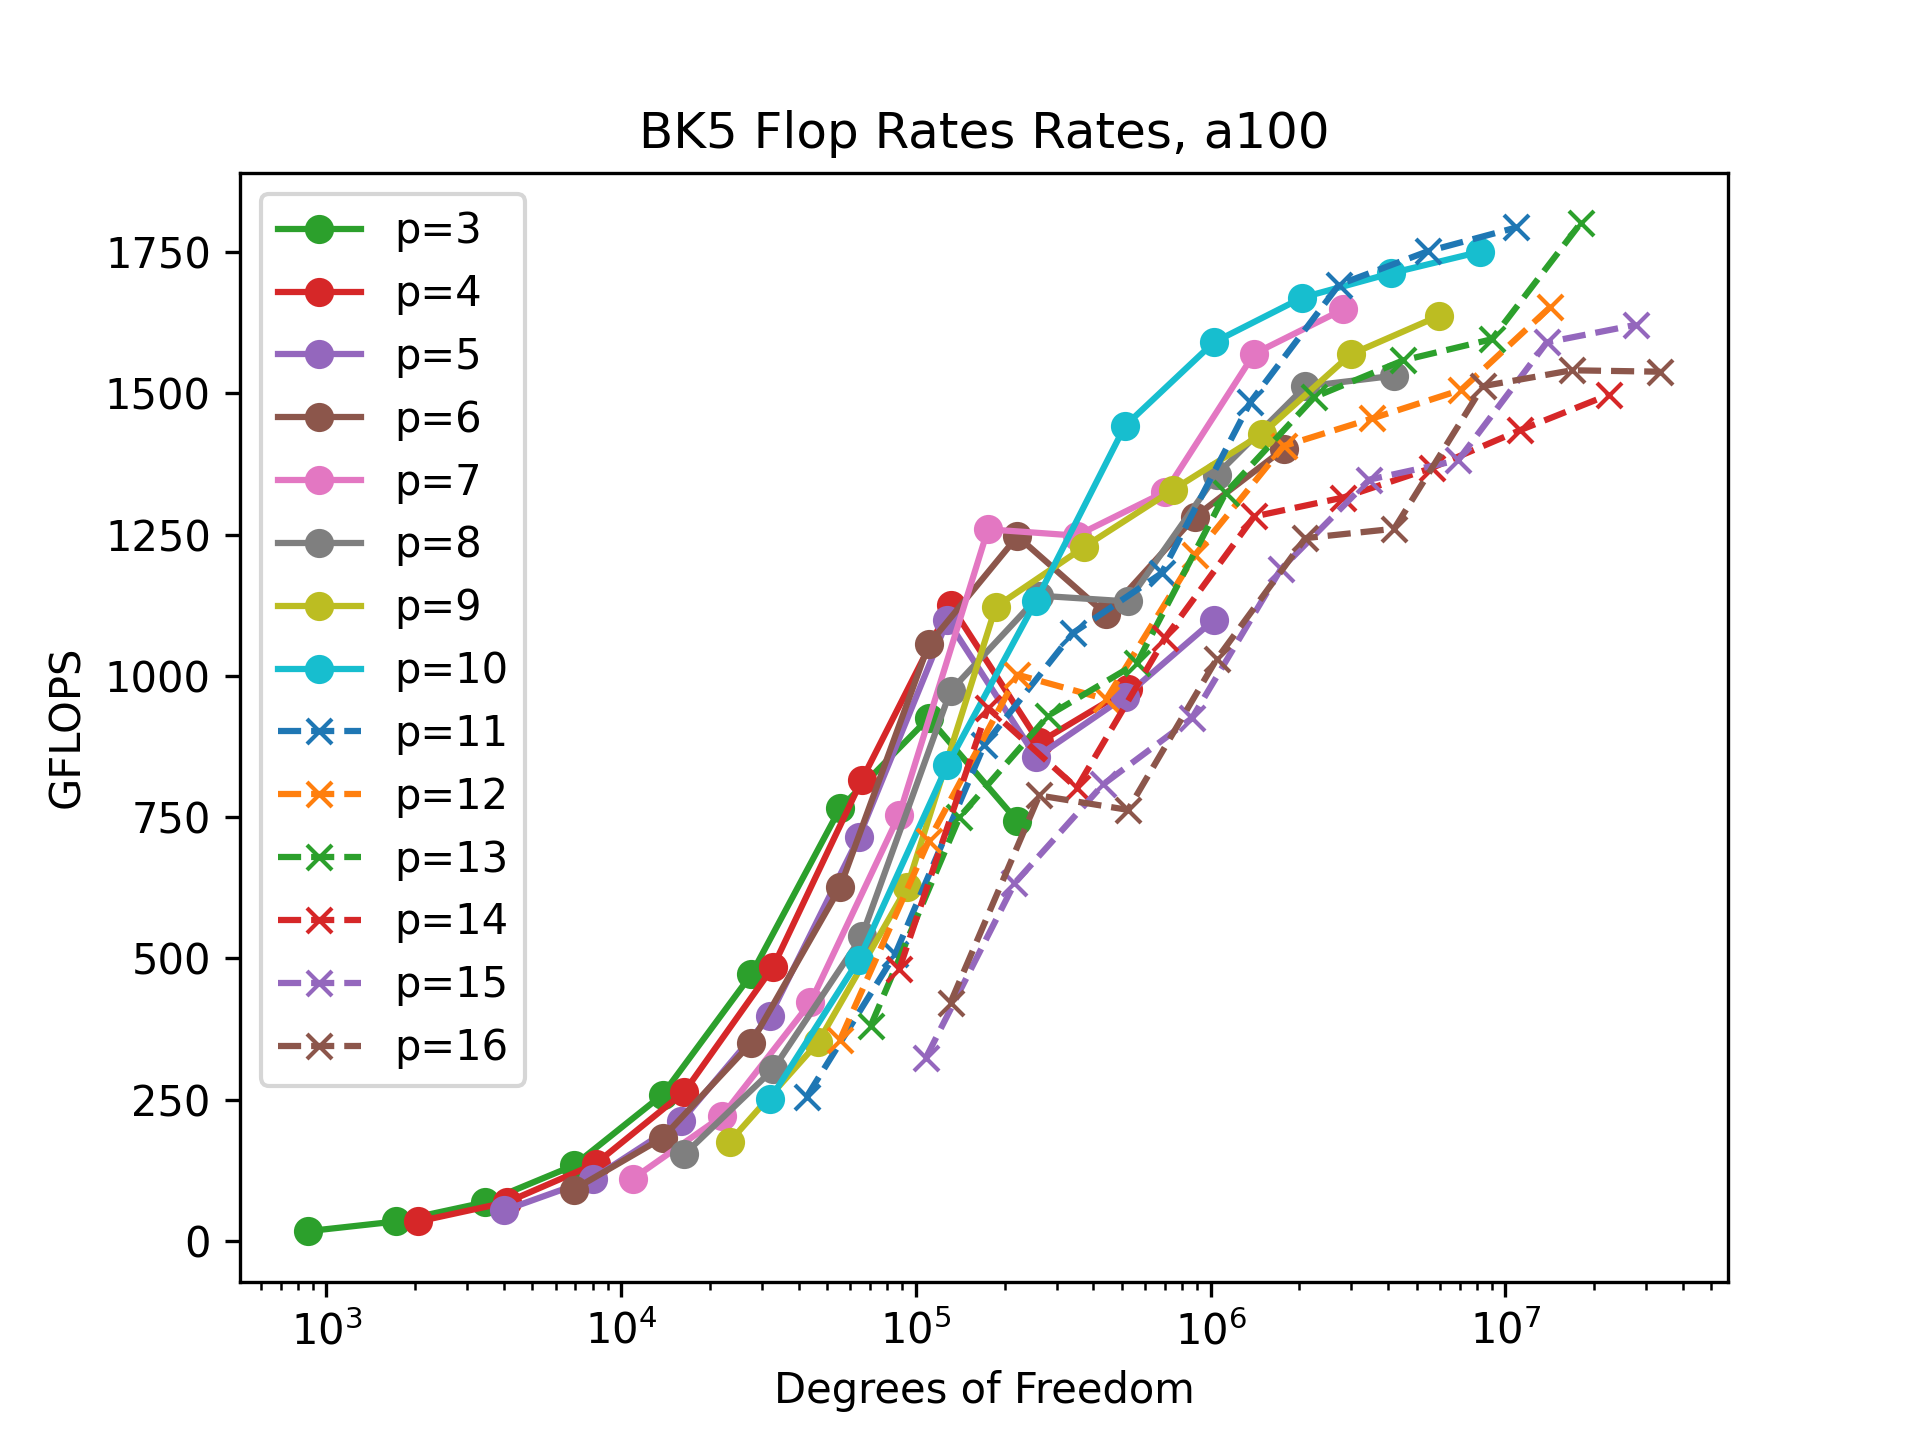 BK5 Flop Rates Rates, a100
GFLOPS
1750
1500
1250
1000
750
500
250
0
p=3
p=4
p=5
p=6
p=7
p=8
p=9
p=10
p=11
p=12
p=13
p=14
p=15
p=16
10³ 10⁴ 10⁵ 10⁶ 10⁷
Degrees of Freedom